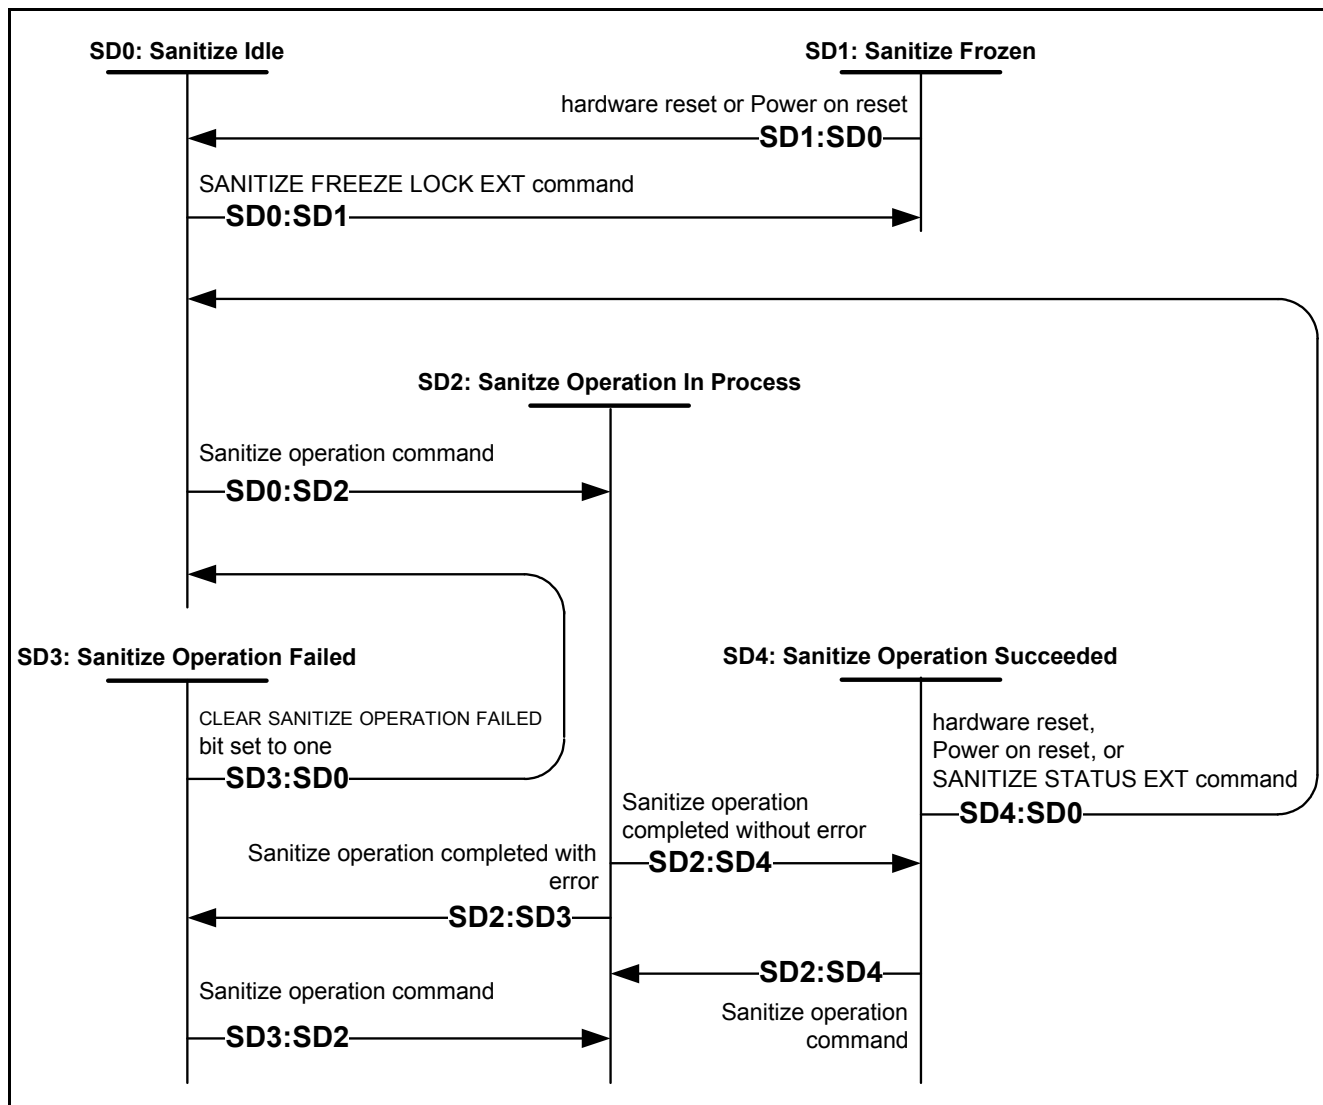 SD0: Sanitize Idle
SD1: Sanitize Frozen
hardware reset or Power on reset
SD1:SD0
SANITIZE FREEZE LOCK EXT command
SD0:SD1
SD2: Sanitze Operation In Process
Sanitize operation command
SD0:SD2
SD3: Sanitize Operation Failed
SD4: Sanitize Operation Succeeded
CLEAR SANITIZE OPERATION FAILED
bit set to one
SD3:SD0
hardware reset,
Power on reset, or
SANITIZE STATUS EXT command
SD4:SD0
Sanitize operation
completed without error
SD2:SD4
Sanitize operation completed with
error
SD2:SD3
SD2:SD4
Sanitize operation
command
Sanitize operation command
SD3:SD2